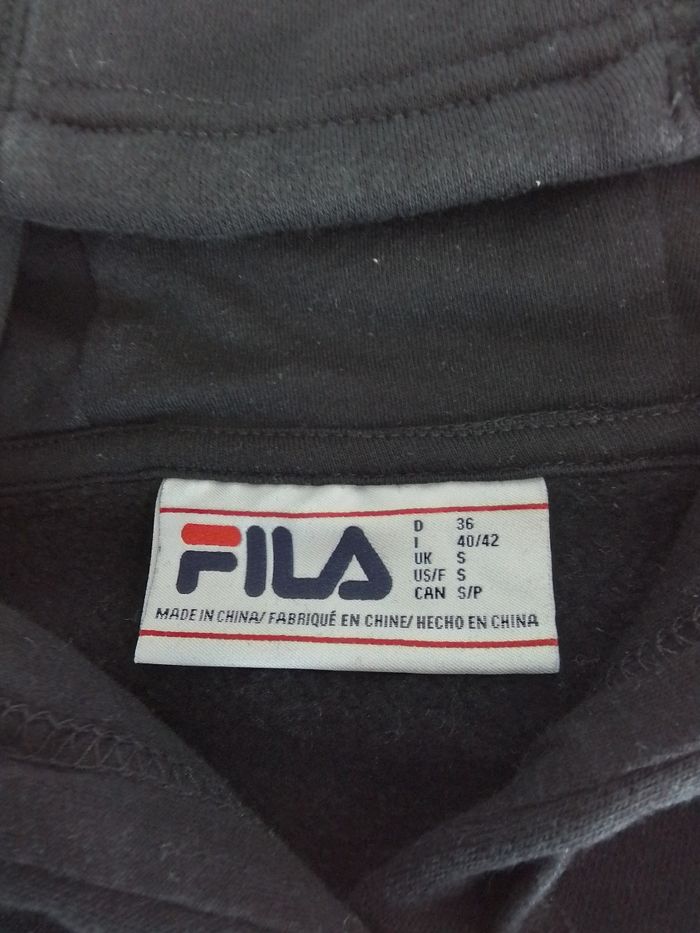 FILA
D 36
I 40/42
UK S
US/F S
CAN S/P
MADE IN CHINA/ FABRIQUÉ EN CHINE/ HECHO EN CHINA